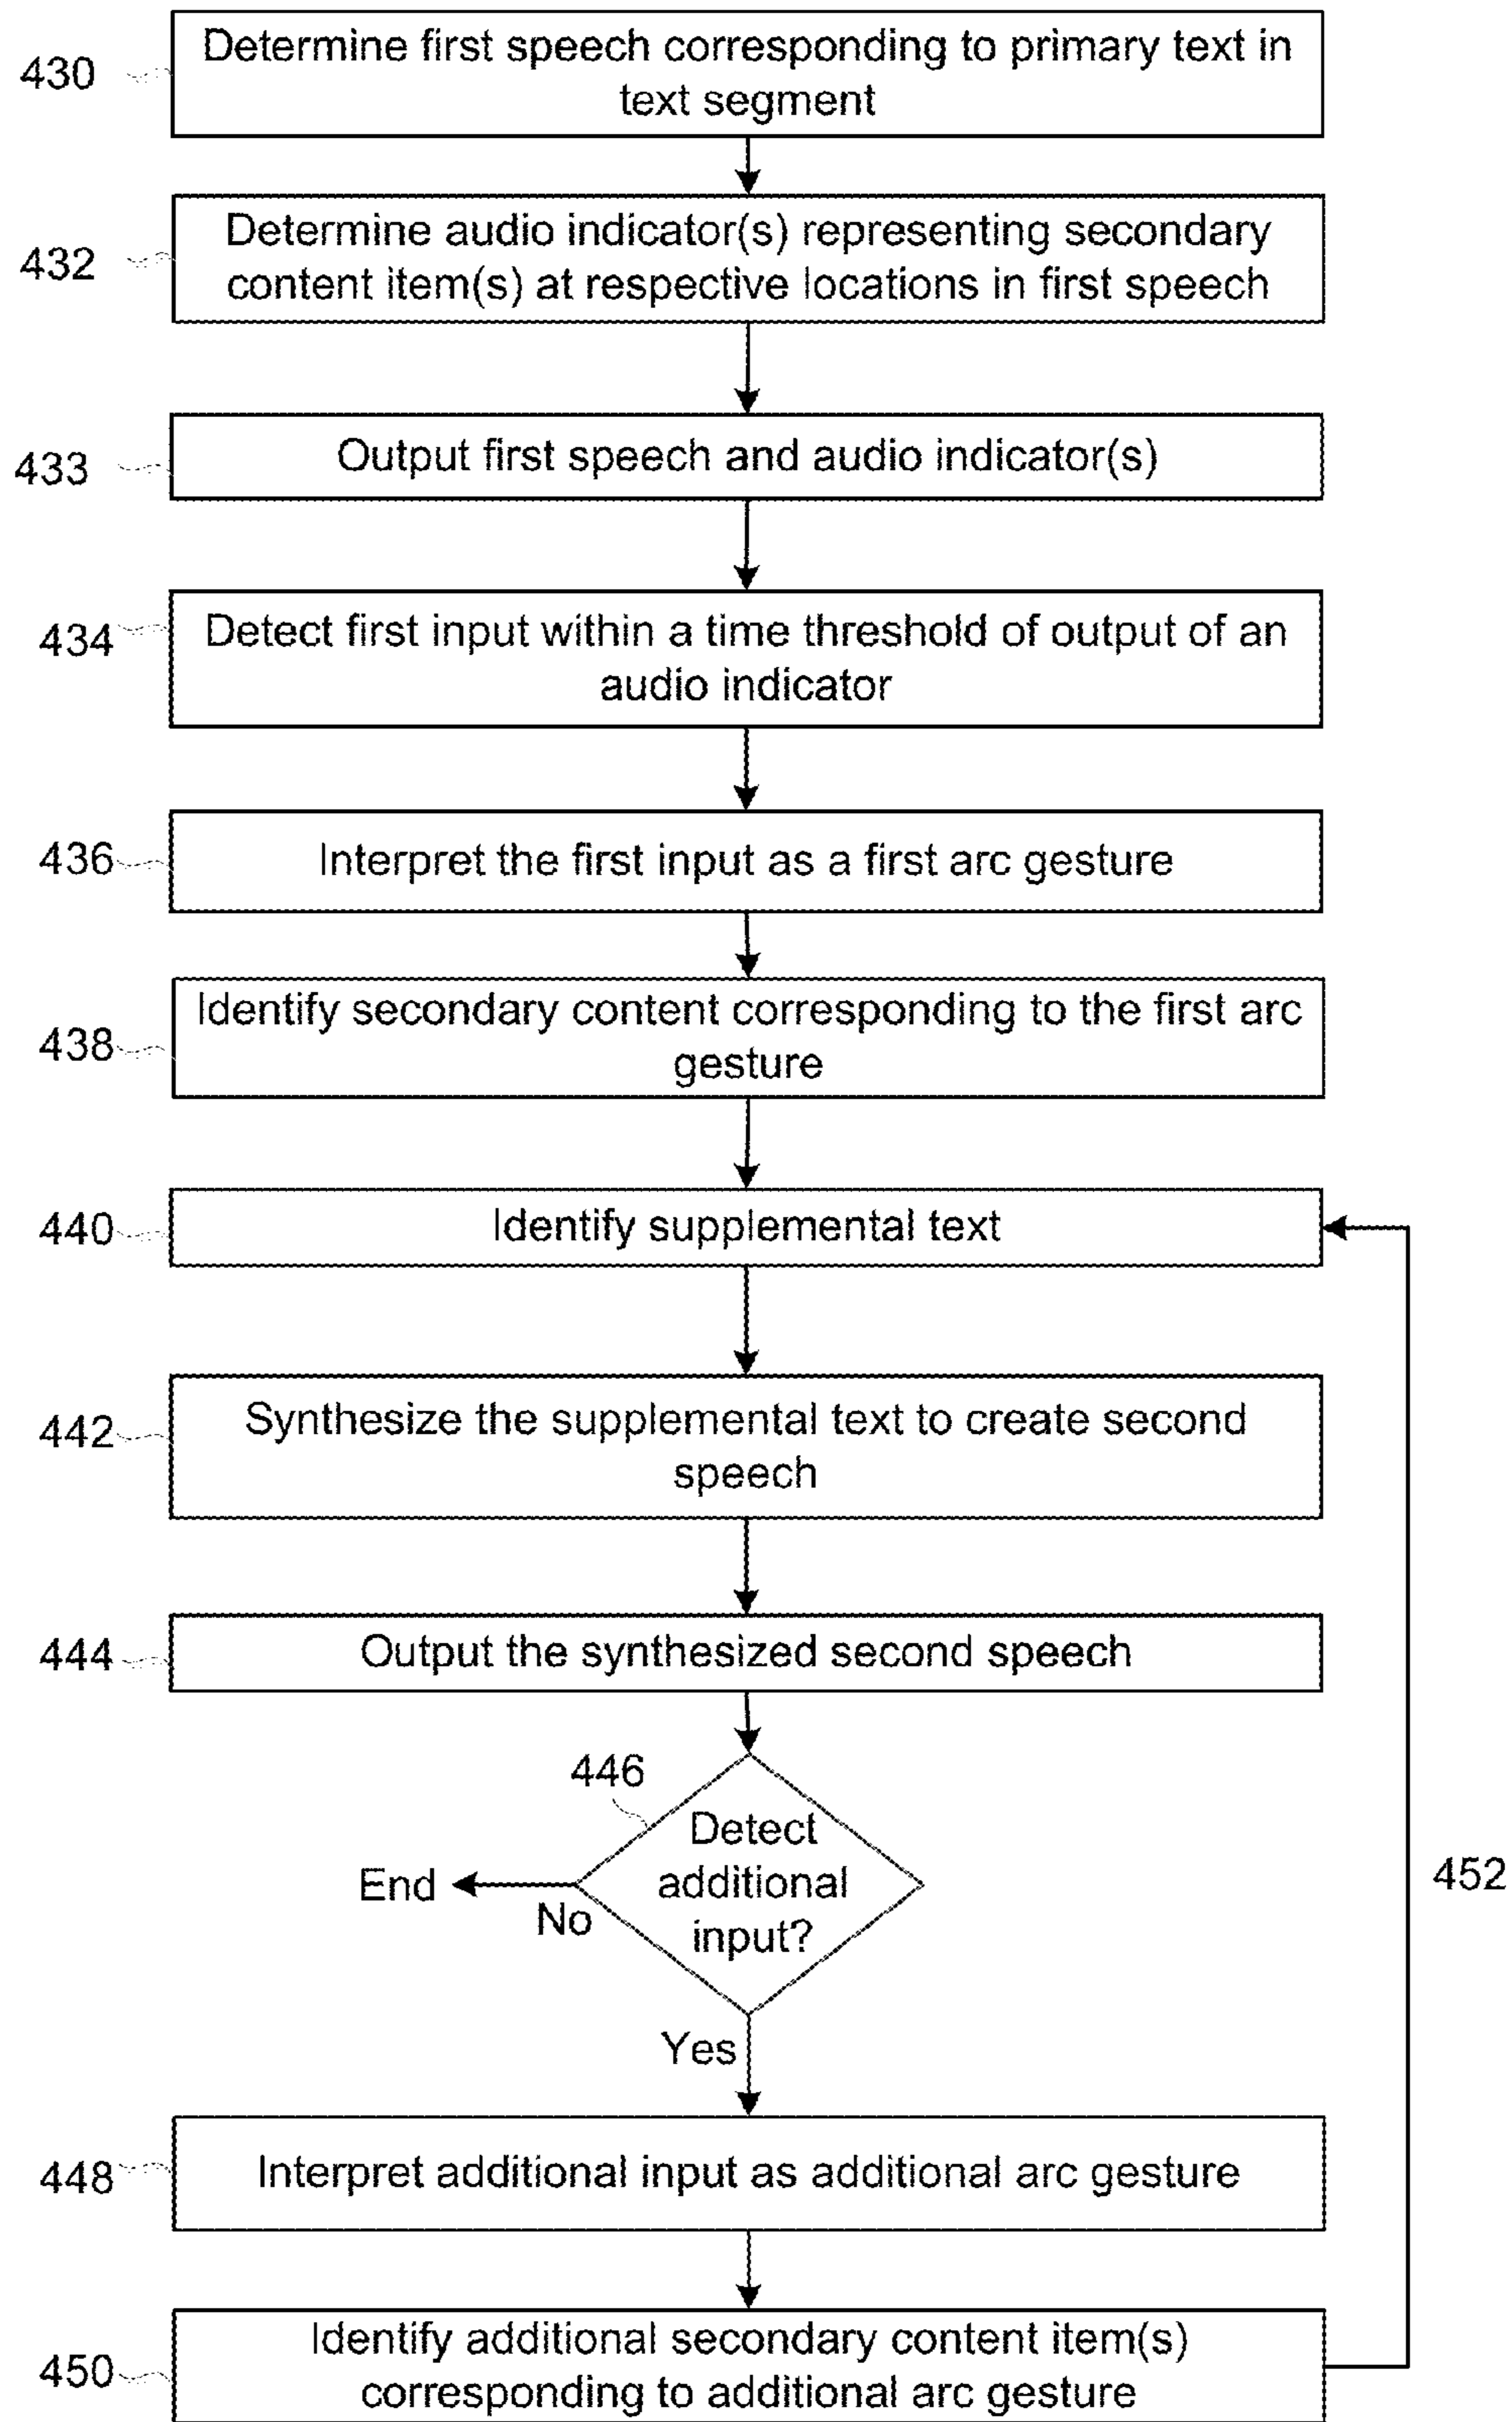 430
Determine first speech corresponding to primary text in
text segment
432
Determine audio indicator(s) representing secondary
content item(s) at respective locations in first speech
433
Output first speech and audio indicator(s)
434
Detect first input within a time threshold of output of an
audio indicator
436
Interpret the first input as a first arc gesture
438
Identify secondary content corresponding to the first arc
gesture
440
Identify supplemental text
442
Synthesize the supplemental text to create second
speech
444
Output the synthesized second speech
446
Detect
additional
input?
End
No
452
Yes
448
Interpret additional input as additional arc gesture
450
Identify additional secondary content item(s)
corresponding to additional arc gesture